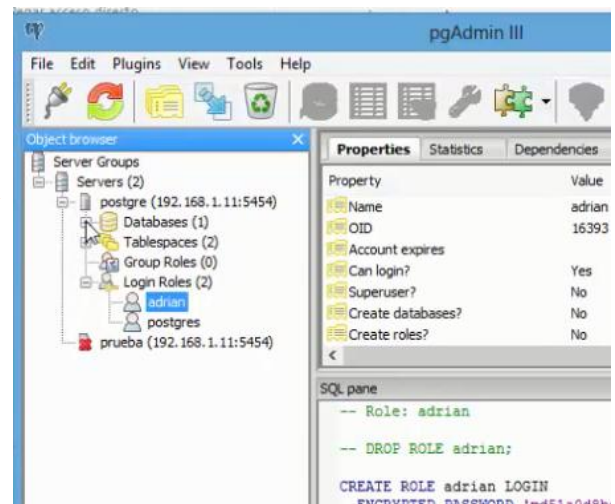 pgAdmin III
File Edit Plugins View Tools Help
Object browser
Server Groups
Servers (2)
postgre (192.168.1.11:5454)
Databases (1)
Tablespaces (2)
Group Roles (0)
Login Roles (2)
adrian
postgres
prueba (192.168.1.11:5454)
Properties Statistics Dependencies
Property Value
Name adrian
OID 16393
Account expires
Can login? Yes
Superuser? No
Create databases? No
Create roles? No
SQL pane
-- Role: adrian
-- DROP ROLE adrian;
CREATE ROLE adrian LOGIN
ENCRYPTED PASSWORD